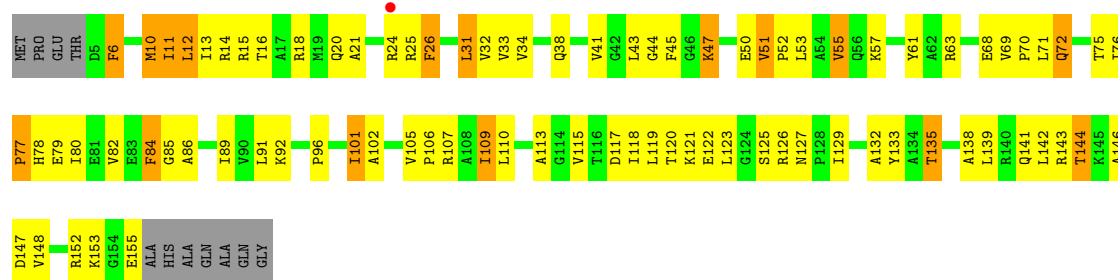 MET PRO GLU THR D5 F6 M10 I11 L12 I13 R14 R15 T16 A17 R18 M19 Q20 A21 R24 R25 F26 L31 V32 V33 V34 Q38 V41 G42 L43 G44 F45 G46 K47 E50 V51 P52 L53 A54 V55 Q56 K57 Y61 A62 R63 E68 V69 P70 L71 Q72 T75
P77 H78 E79 I80 E81 V82 E83 F84 G85 A86 I89 V90 L91 K92 P96 I101 A102 V105 P106 R107 A108 I109 L110 A113 G114 V115 T116 D117 I118 L119 T120 K121 E122 L123 G124 S125 R126 N127 P128 I129 A132 Y133 A134 T135 A138 L139 R140 Q141 L142 R143 T144 K145
D147 V148 R152 K153 G154 E155 ALA HIS ALA GLN ALA GLN GLY